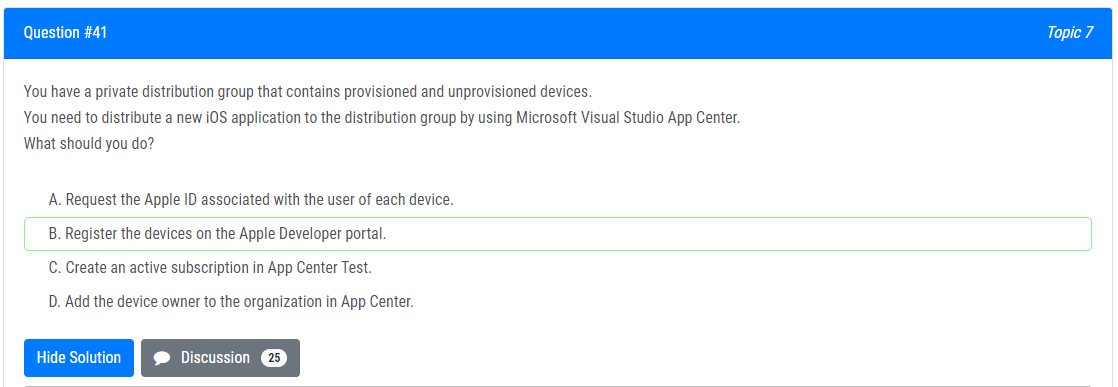 Question #41
Topic 7
You have a private distribution group that contains provisioned and unprovisioned devices.
You need to distribute a new iOS application to the distribution group by using Microsoft Visual Studio App Center.
What should you do?
A. Request the Apple ID associated with the user of each device.
B. Register the devices on the Apple Developer portal.
C. Create an active subscription in App Center Test.
D. Add the device owner to the organization in App Center.
Hide Solution
Discussion 25